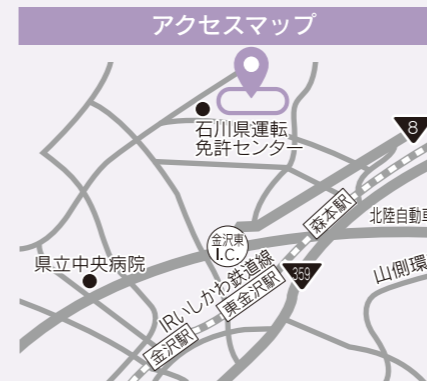 アクセスマップ
石川県運転
免許センター
8
森本駅
北陸自動車
金沢東
I.C.
県立中央病院
IRいしかわ鉄道線
東金沢駅
359
山側環
金沢駅